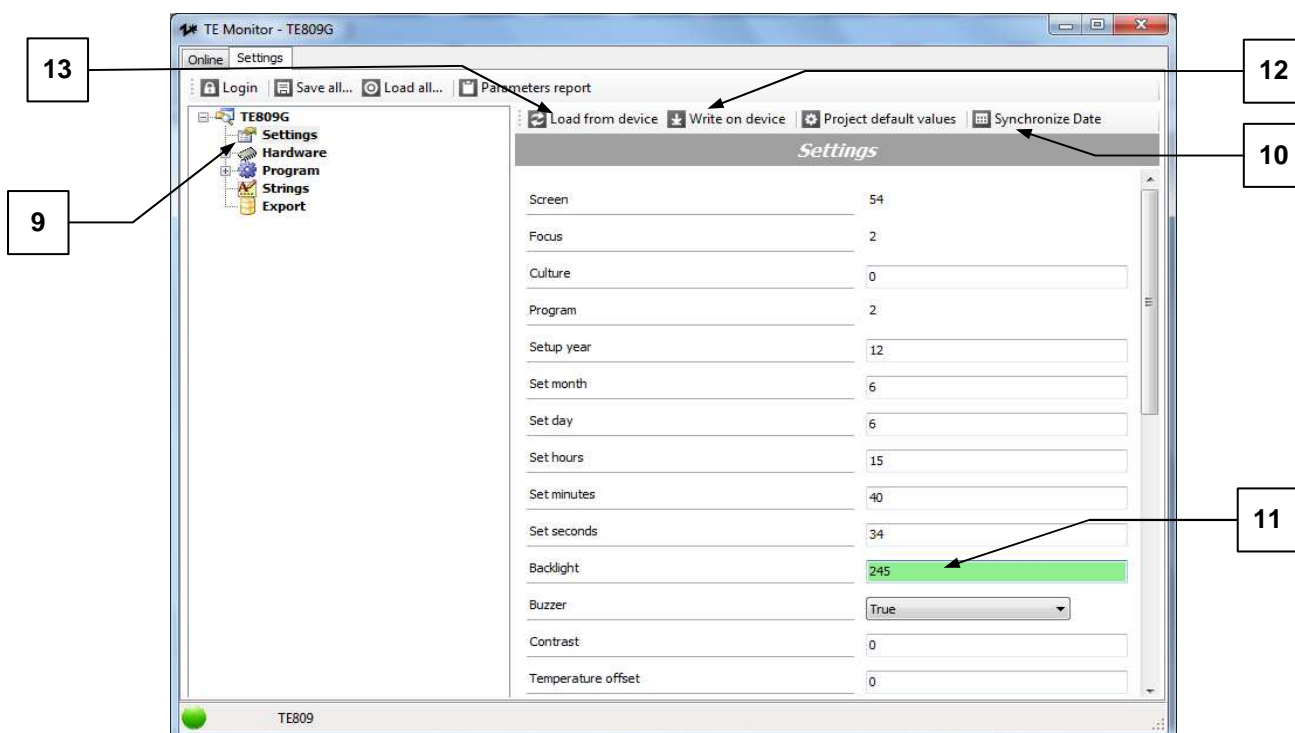 TE Monitor - TE809G
Online Settings
13
12
Login Save all... Load all... Parameters report
TE809G
Settings
Hardware
Program
Strings
Export
Load from device Write on device Project default values Synchronize Date
Settings
10
9
Screen 54
Focus 2
Culture 0
Program 2
Setup year 12
Set month 6
Set day 6
Set hours 15
Set minutes 40
Set seconds 34
11
Backlight 245
Buzzer True
Contrast 0
Temperature offset 0
TE809